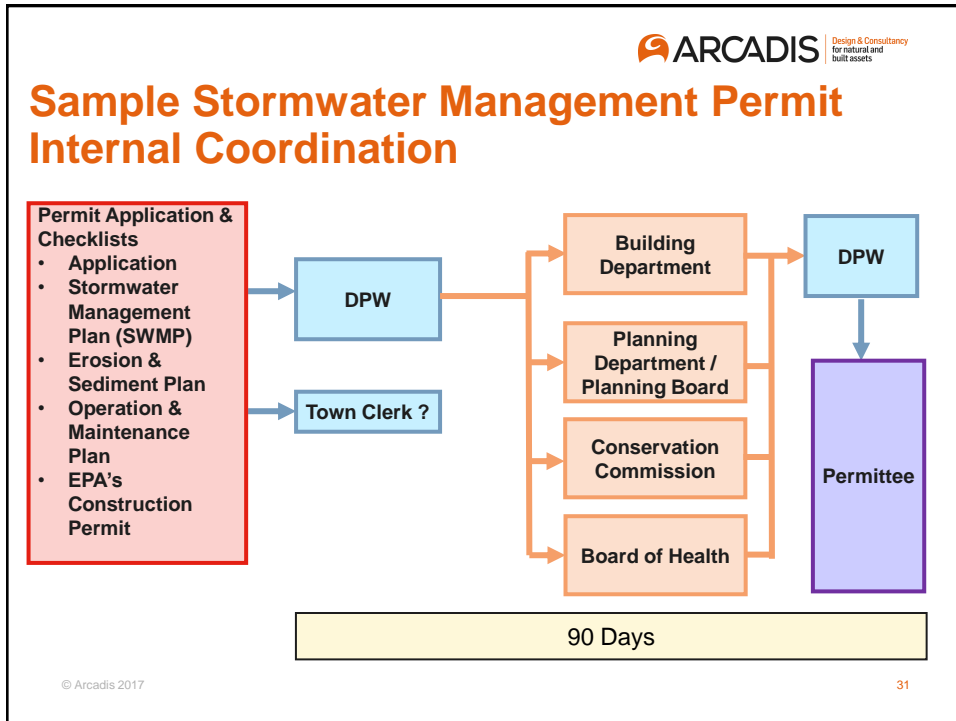 ARCADIS
Design & Consultancy
for natural and
built assets
Sample Stormwater Management Permit
Internal Coordination
Permit Application &
Checklists
• Application
• Stormwater
Management
Plan (SWMP)
• Erosion &
Sediment Plan
• Operation &
Maintenance
Plan
• EPA's
Construction
Permit
DPW
Town Clerk ?
Building
Department
Planning
Department /
Planning Board
Conservation
Commission
Board of Health
DPW
Permittee
90 Days
© Arcadis 2017
31